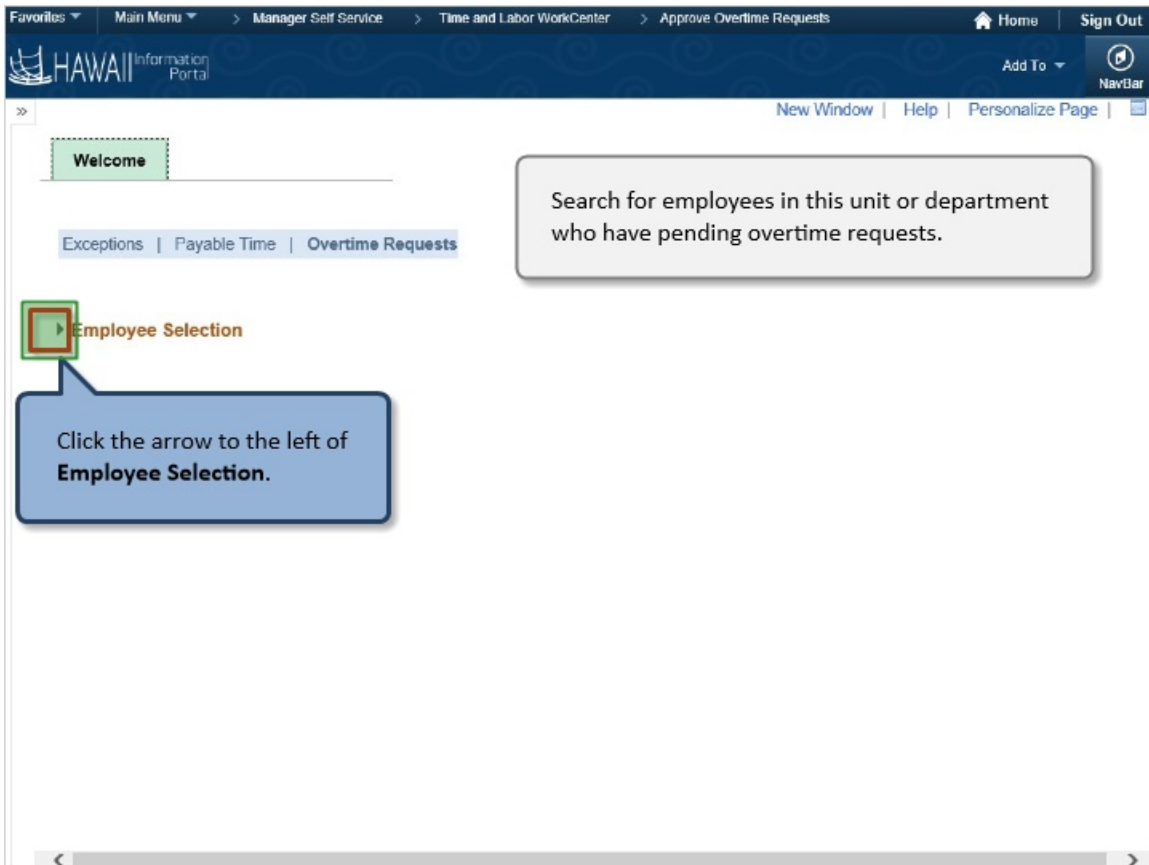 Favorites Main Menu > Manager Self Service > Time and Labor WorkCenter > Approve Overtime Requests Home Sign Out
HAWAII Information Portal
Add To
NavBar
» New Window | Help | Personalize Page |
Welcome
Search for employees in this unit or department
who have pending overtime requests.
Exceptions | Payable Time | Overtime Requests
Employee Selection
Click the arrow to the left of
Employee Selection.